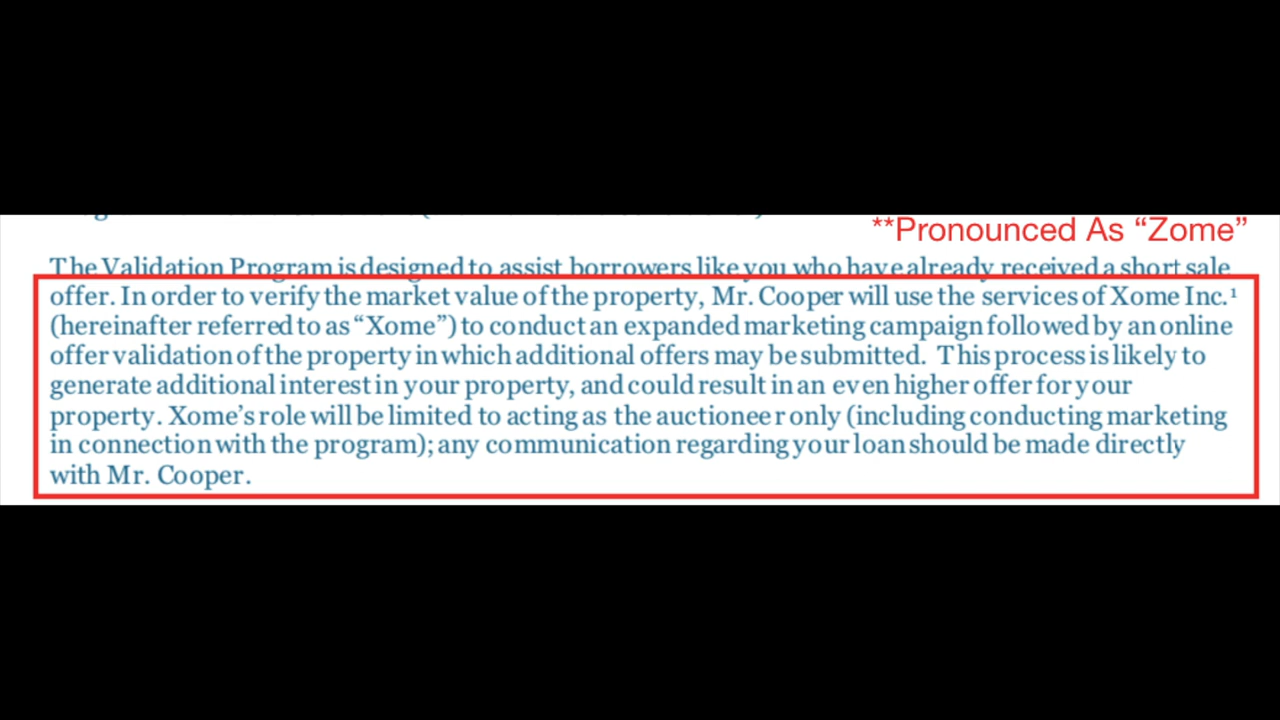 **Pronounced As “Zome”
The Validation Program is designed to assist borrowers like you who have already received a short sale
offer. In order to verify the market value of the property, Mr. Cooper will use the services of Xome Inc.¹
(hereinafter referred to as “Xome”) to conduct an expanded marketing campaign followed by an online
offer validation of the property in which additional offers may be submitted.  This process is likely to
generate additional interest in your property, and could result in an even higher offer for your
property. Xome’s role will be limited to acting as the auctioneer only (including conducting marketing
in connection with the program); any communication regarding your loan should be made directly
with Mr. Cooper.